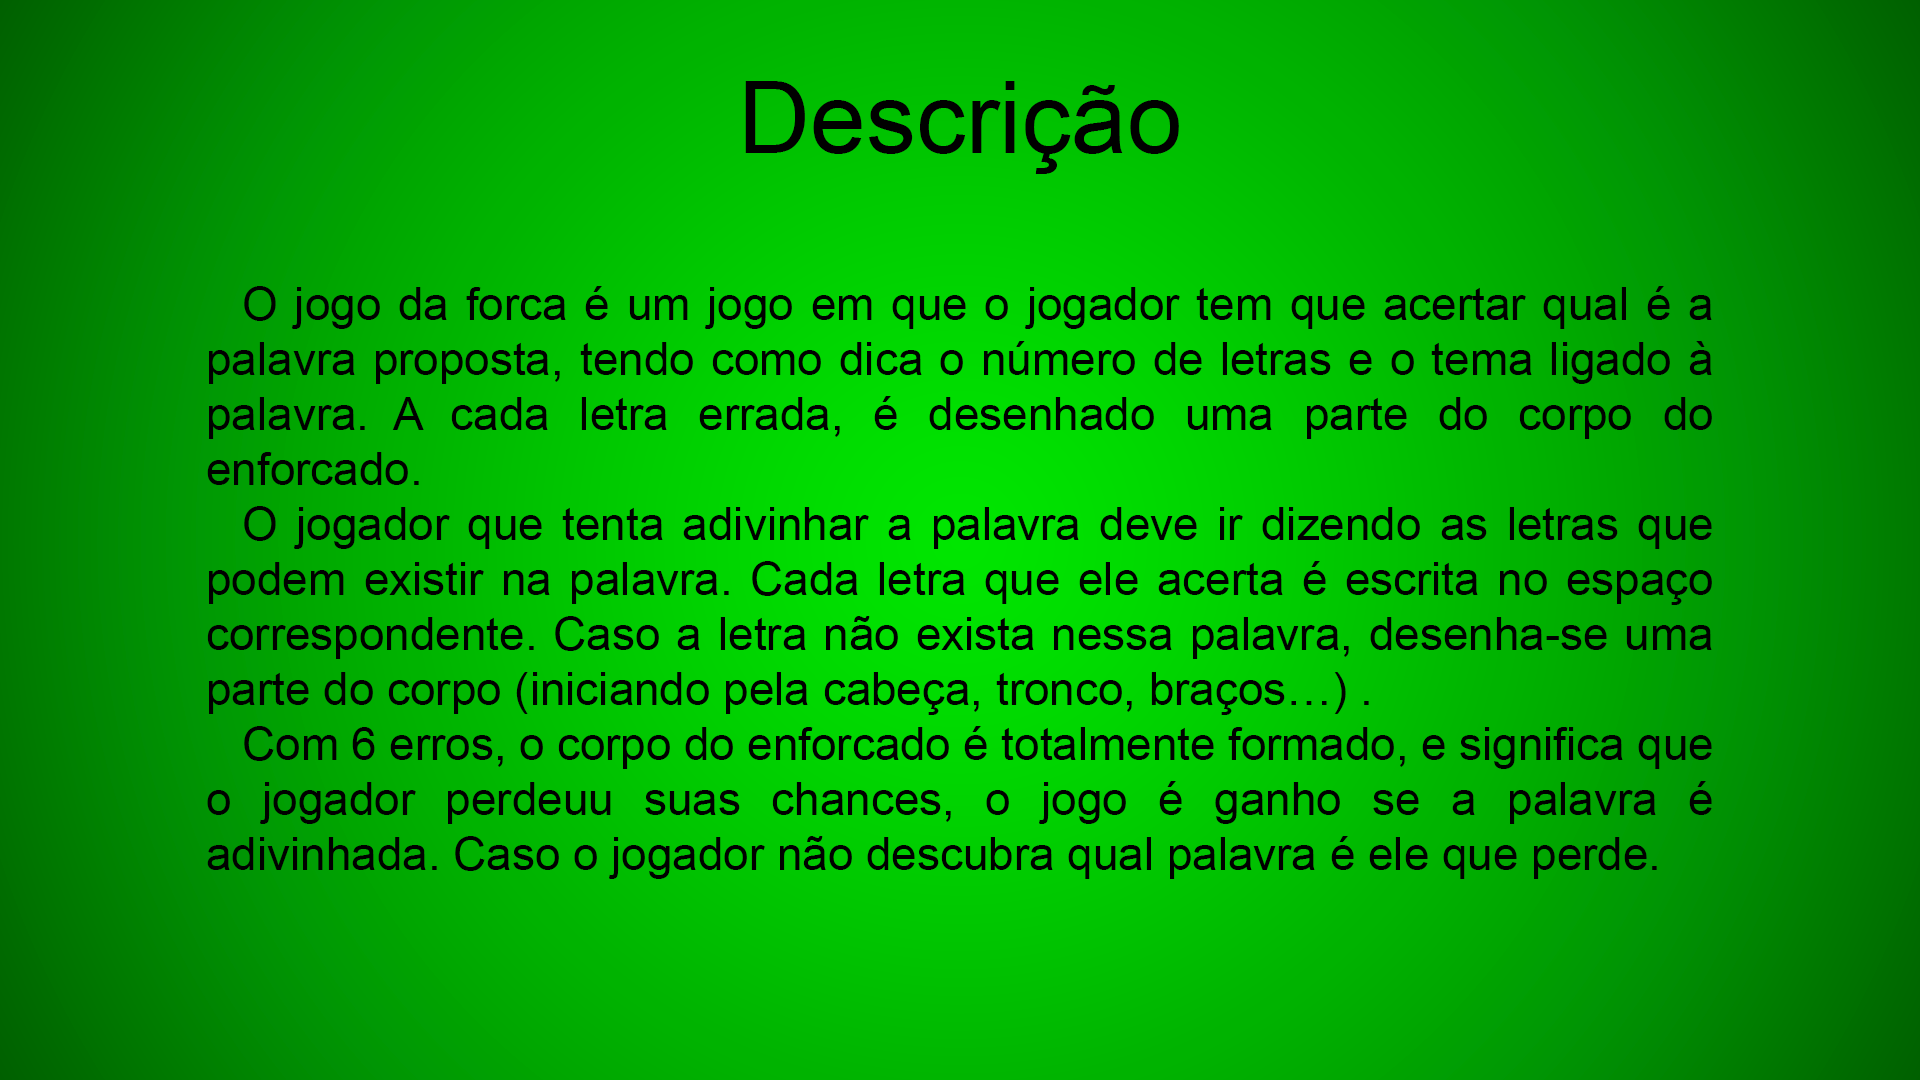 Descrição
O jogo da forca é um jogo em que o jogador tem que acertar qual é a
palavra proposta, tendo como dica o número de letras e o tema ligado à
palavra. A cada letra errada, é desenhado uma parte do corpo do
enforcado.
O jogador que tenta adivinhar a palavra deve ir dizendo as letras que
podem existir na palavra. Cada letra que ele acerta é escrita no espaço
correspondente. Caso a letra não exista nessa palavra, desenha-se uma
parte do corpo (iniciando pela cabeça, tronco, braços…) .
Com 6 erros, o corpo do enforcado é totalmente formado, e significa que
o jogador perdeuu suas chances, o jogo é ganho se a palavra é
adivinhada. Caso o jogador não descubra qual palavra é ele que perde.